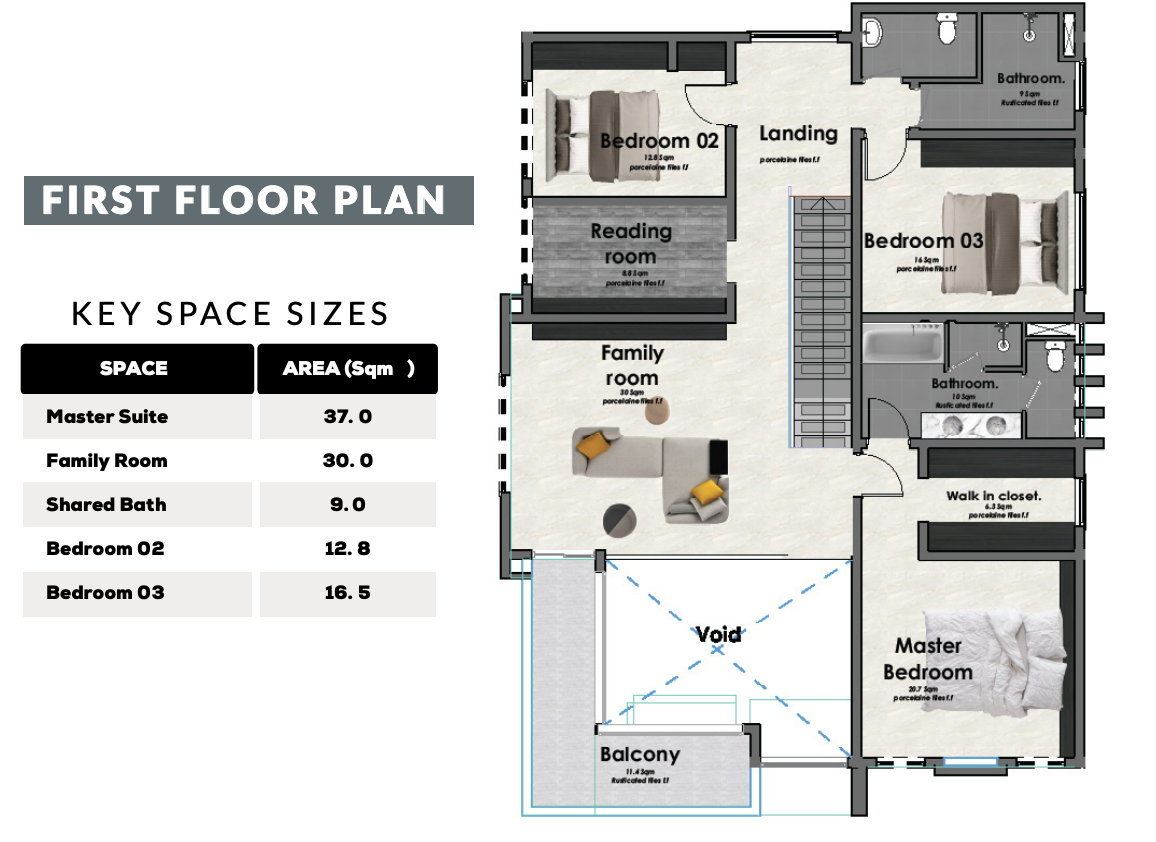 FIRST FLOOR PLAN
KEY SPACE SIZES
SPACE AREA (Sqm )
Master Suite 37. 0
Family Room 30. 0
Shared Bath 9. 0
Bedroom 02 12. 8
Bedroom 03 16. 5
Bathroom.
9 Sqm
Rusticated tiles f.f
Bedroom 02
12.8 Sqm
porcelaine tiles f.f
Landing
porcelaine tiles f.f
Reading
room
8.8 Sqm
porcelaine tiles f.f
Bedroom 03
16 Sqm
porcelaine tiles f.f
Family
room
30 Sqm
porcelaine tiles f.f
Bathroom.
10 Sqm
Rusticated tiles f.f
Walk in closet.
6.3 Sqm
porcelaine tiles f.f
Void
Master
Bedroom
20.7 Sqm
porcelaine tiles f.f
Balcony
11.4 Sqm
Rusticated tiles f.f